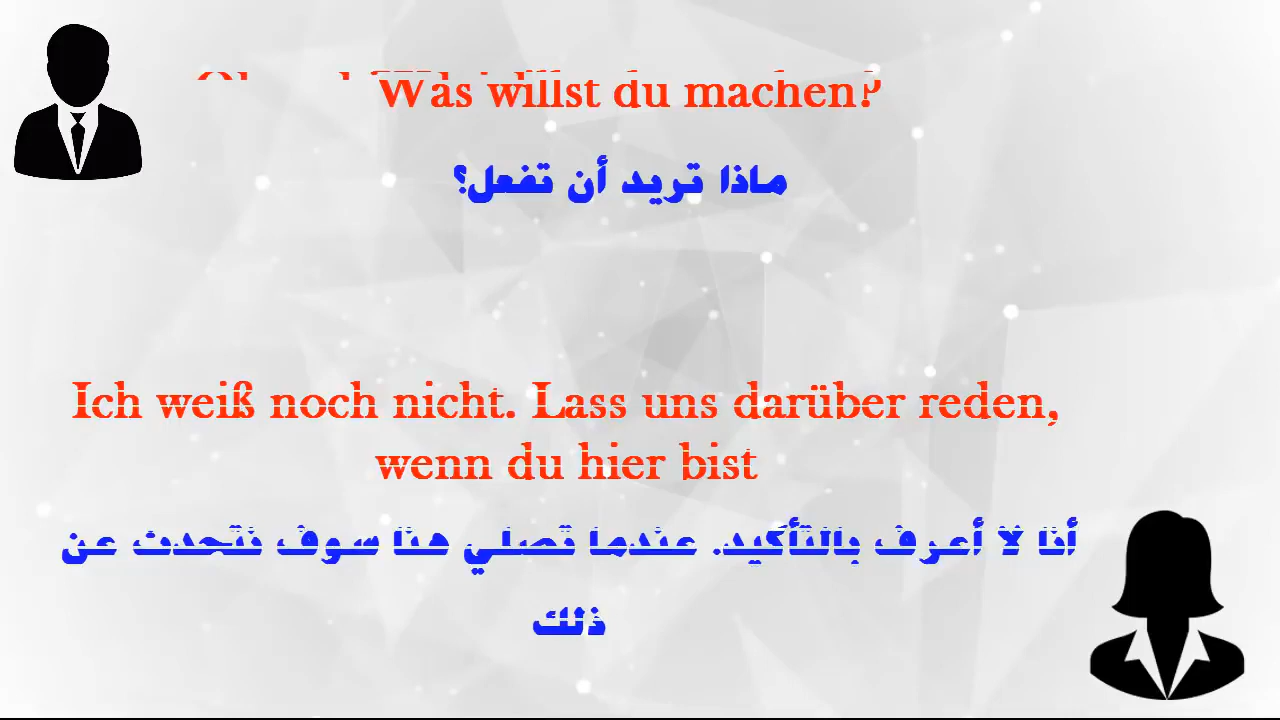 Was willst du machen?
ماذا تريد أن تفعل؟
Ich weiß noch nicht. Lass uns darüber reden,
wenn du hier bist
أنا لا أعرف بالتأكيد. عندما تصلي هنا سوف نتحدث عن
ذلك